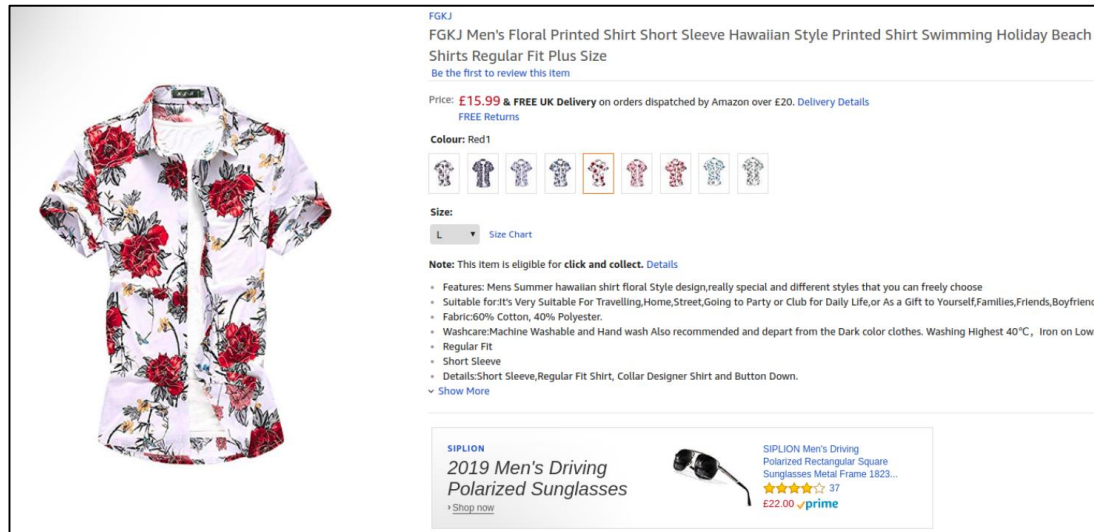 FGKJ
FGKJ Men's Floral Printed Shirt Short Sleeve Hawaiian Style Printed Shirt Swimming Holiday Beach
Shirts Regular Fit Plus Size
Be the first to review this item
Price: £15.99 & FREE UK Delivery on orders dispatched by Amazon over £20. Delivery Details
FREE Returns
Colour: Red1
Size:
L Size Chart
Note: This item is eligible for click and collect. Details
Features: Mens Summer hawaiian shirt floral Style design,really special and different styles that you can freely choose
Suitable for:It's Very Suitable For Travelling,Home,Street,Going to Party or Club for Daily Life,or As a Gift to Yourself,Families,Friends,Boyfrien
Fabric:60% Cotton, 40% Polyester.
Washcare:Machine Washable and Hand wash Also recommended and depart from the Dark color clothes. Washing Highest 40℃, Iron on Low
Regular Fit
Short Sleeve
Details:Short Sleeve,Regular Fit Shirt, Collar Designer Shirt and Button Down.
Show More
SIPLION
2019 Men's Driving
Polarized Sunglasses
Shop now
SIPLION Men's Driving
Polarized Rectangular Square
Sunglasses Metal Frame 1823...
37
£22.00 prime